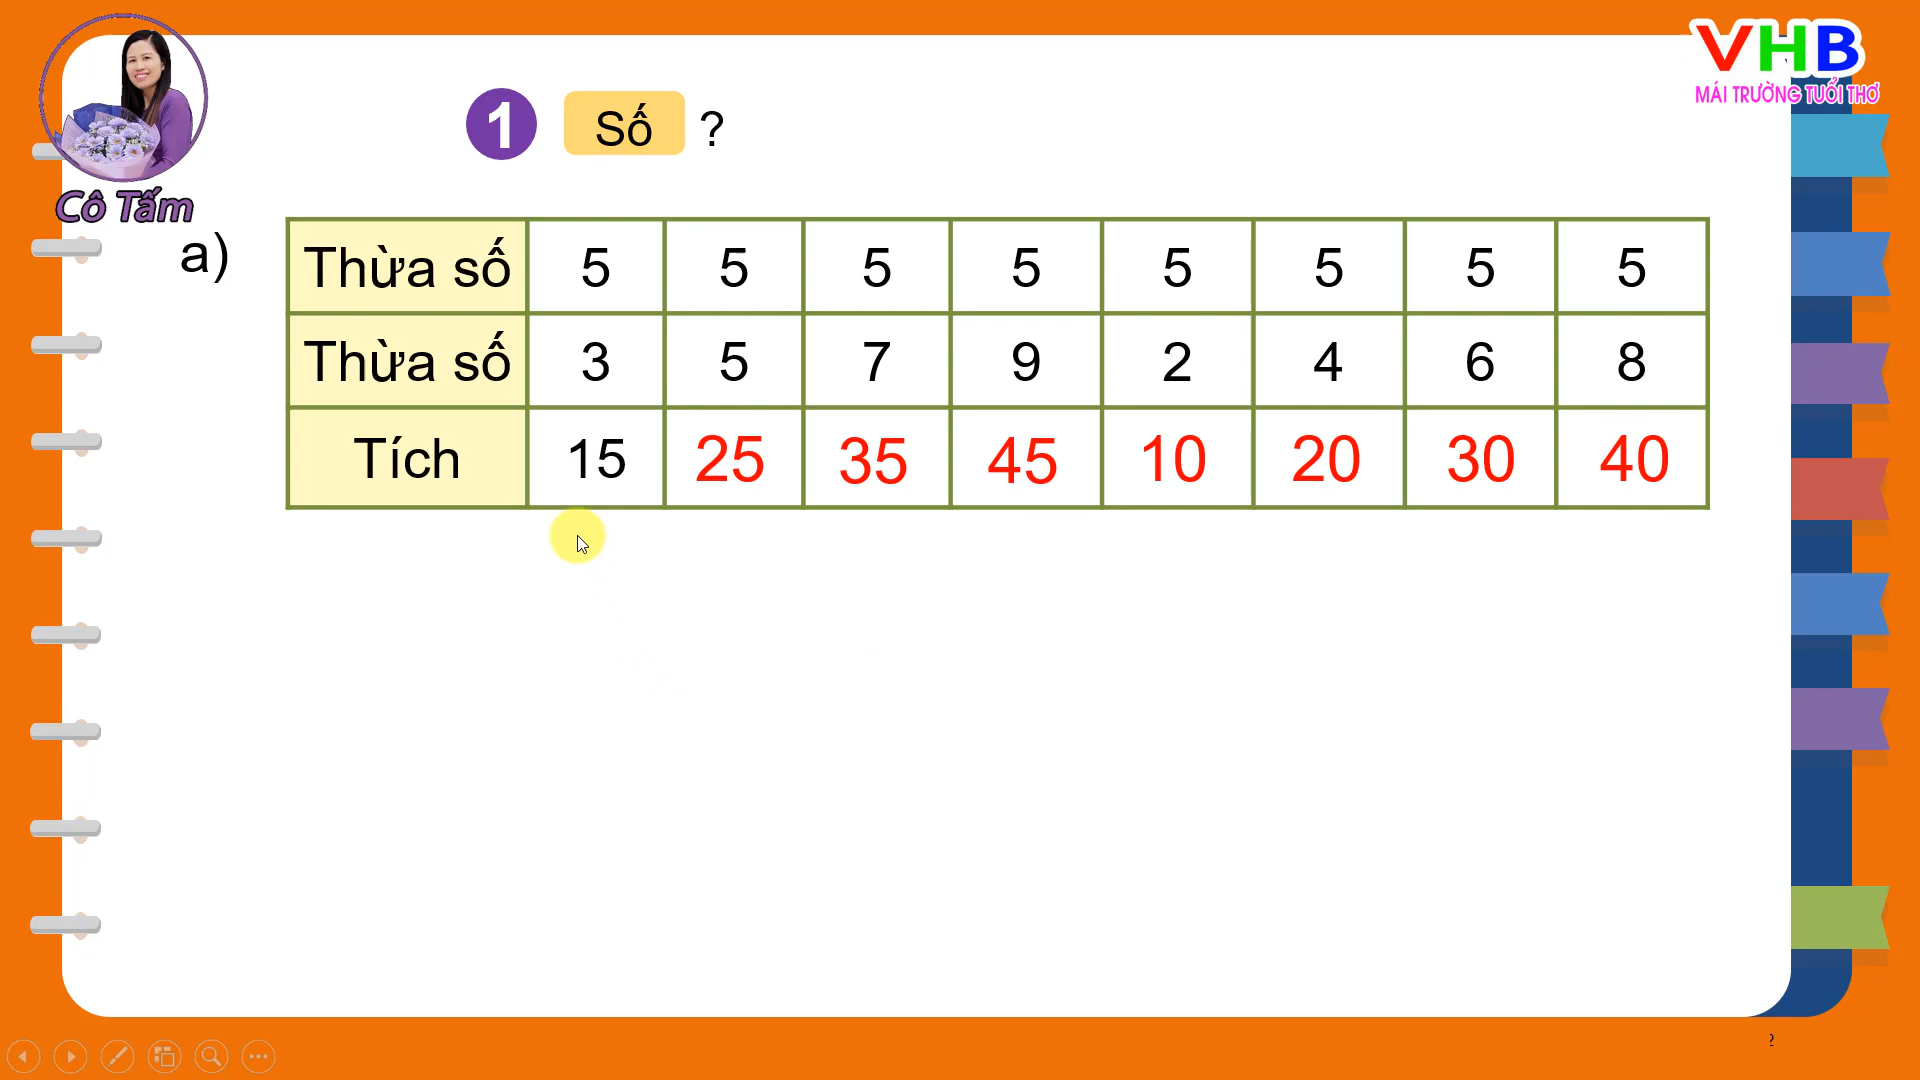 VHB
MÁI TRƯỜNG TUỔI THƠ
Cô Tấm
1 Số ?
a)
Thừa số 5 5 5 5 5 5 5 5
Thừa số 3 5 7 9 2 4 6 8
Tích 15 25 35 45 10 20 30 40
2